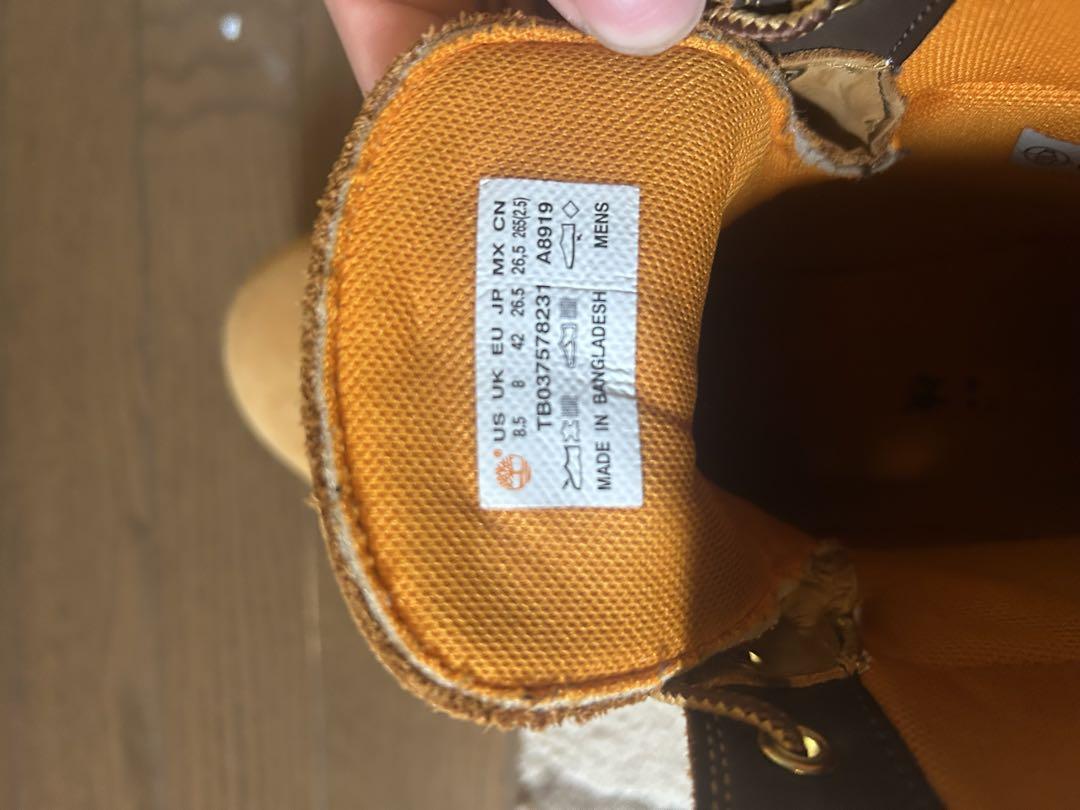 US UK EU JP MX CN
8.5 8 42 26.5 26,5 265(2.5)
TB037578231 A8919
MADE IN BANGLADESH MENS